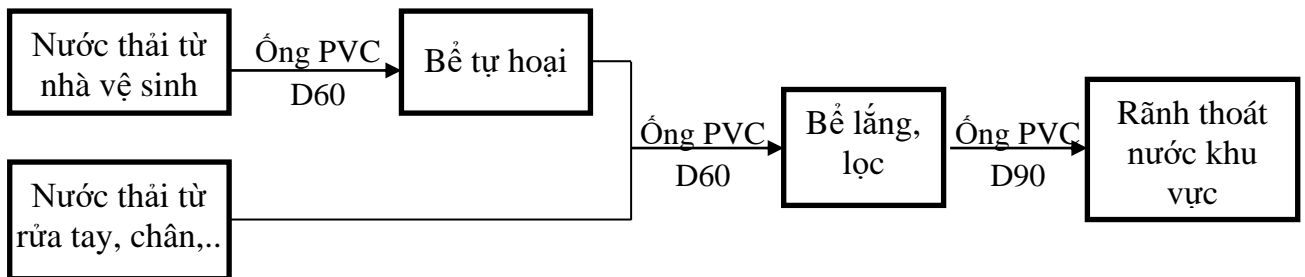 Nước thải từ
nhà vệ sinh
Ống PVC
D60
Bể tự hoại
Nước thải từ
rửa tay, chân,..
Ống PVC
D60
Bể lắng,
lọc
Ống PVC
D90
Rãnh thoát
nước khu
vực